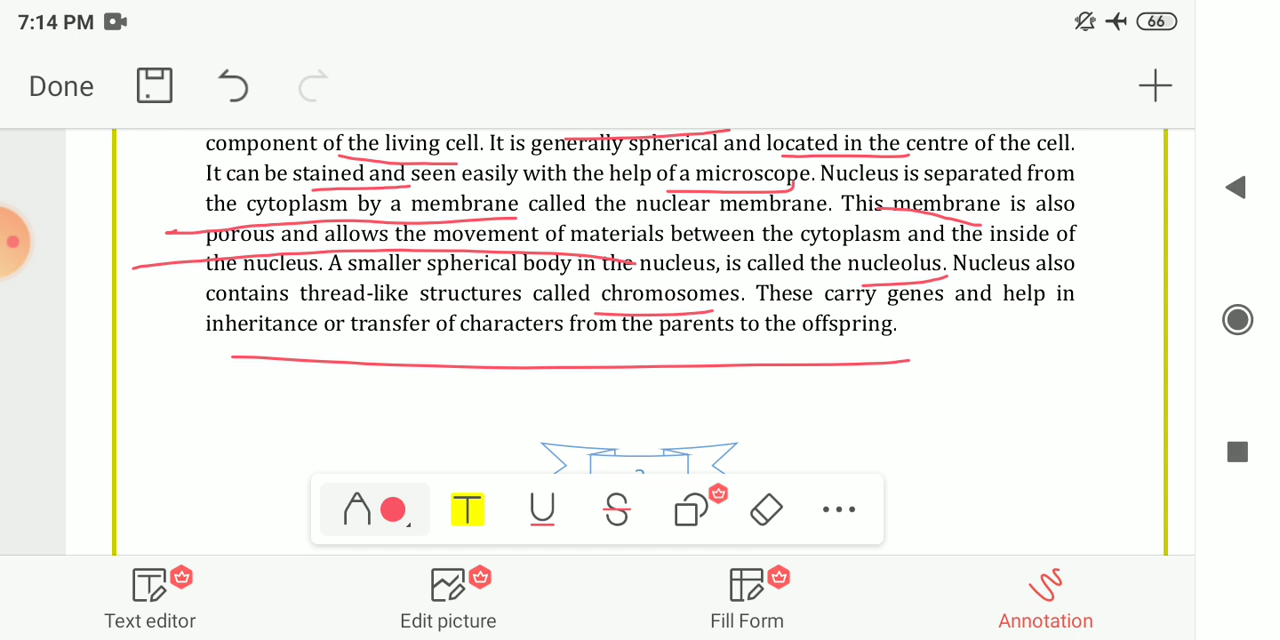 7:14 PM
66
Done
component of the living cell. It is generally spherical and located in the centre of the cell.
It can be stained and seen easily with the help of a microscope. Nucleus is separated from
the cytoplasm by a membrane called the nuclear membrane. This membrane is also
porous and allows the movement of materials between the cytoplasm and the inside of
the nucleus. A smaller spherical body in the nucleus, is called the nucleolus. Nucleus also
contains thread-like structures called chromosomes. These carry genes and help in
inheritance or transfer of characters from the parents to the offspring.
T U S
Text editor Edit picture Fill Form Annotation